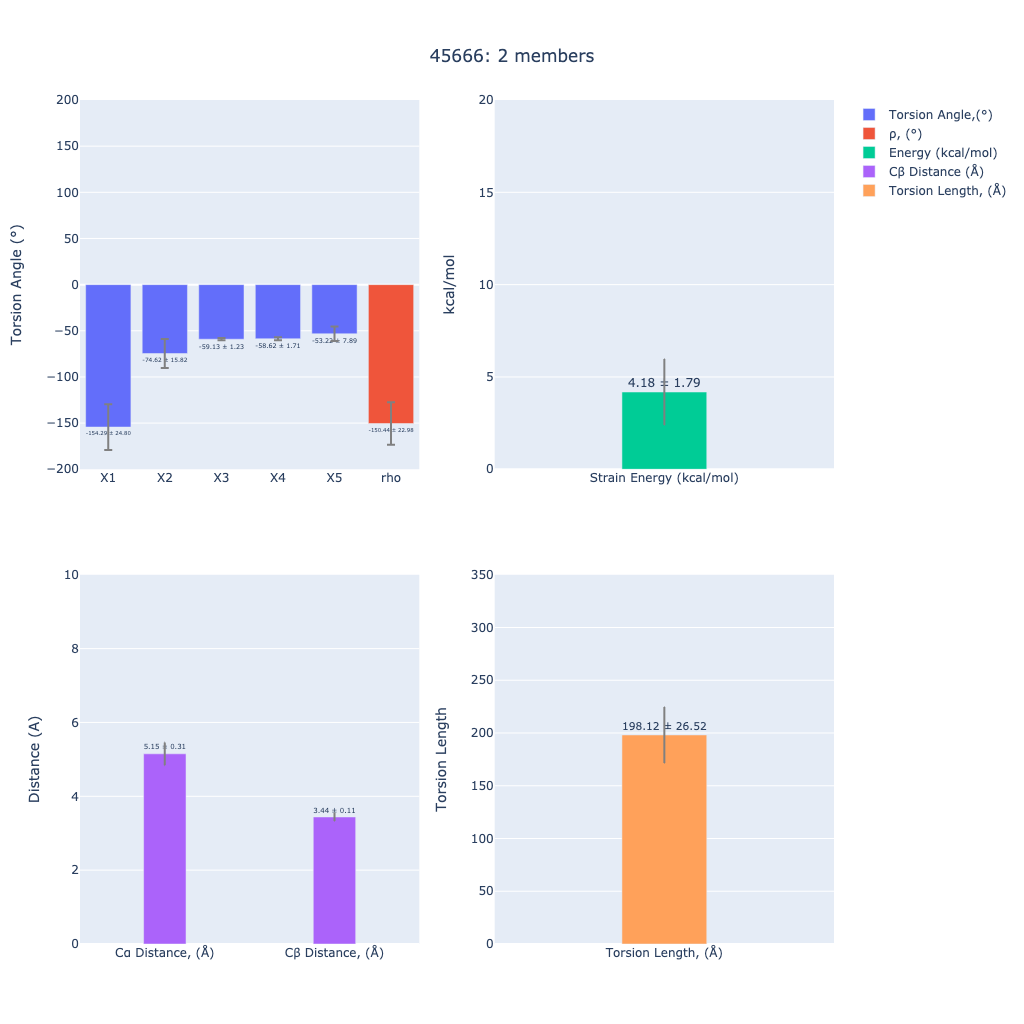 45666: 2 members
Torsion Angle (°)
200
150
100
50
0
−50
−100
−150
−200
-154.29 ± 24.80
-74.62 ± 15.82
-59.13 ± 1.23
-58.62 ± 1.71
-53.22 ± 7.89
-150.44 ± 22.98
X1 X2 X3 X4 X5 rho
kcal/mol
20
15
10
5
0
4.18 ± 1.79
Strain Energy (kcal/mol)
Torsion Angle,(°)
ρ, (°)
Energy (kcal/mol)
Cβ Distance (Å)
Torsion Length, (Å)
Distance (A)
10
8
6
4
2
0
5.15 ± 0.31
3.44 ± 0.11
Cα Distance, (Å) Cβ Distance, (Å)
Torsion Length
350
300
250
200
150
100
50
0
198.12 ± 26.52
Torsion Length, (Å)